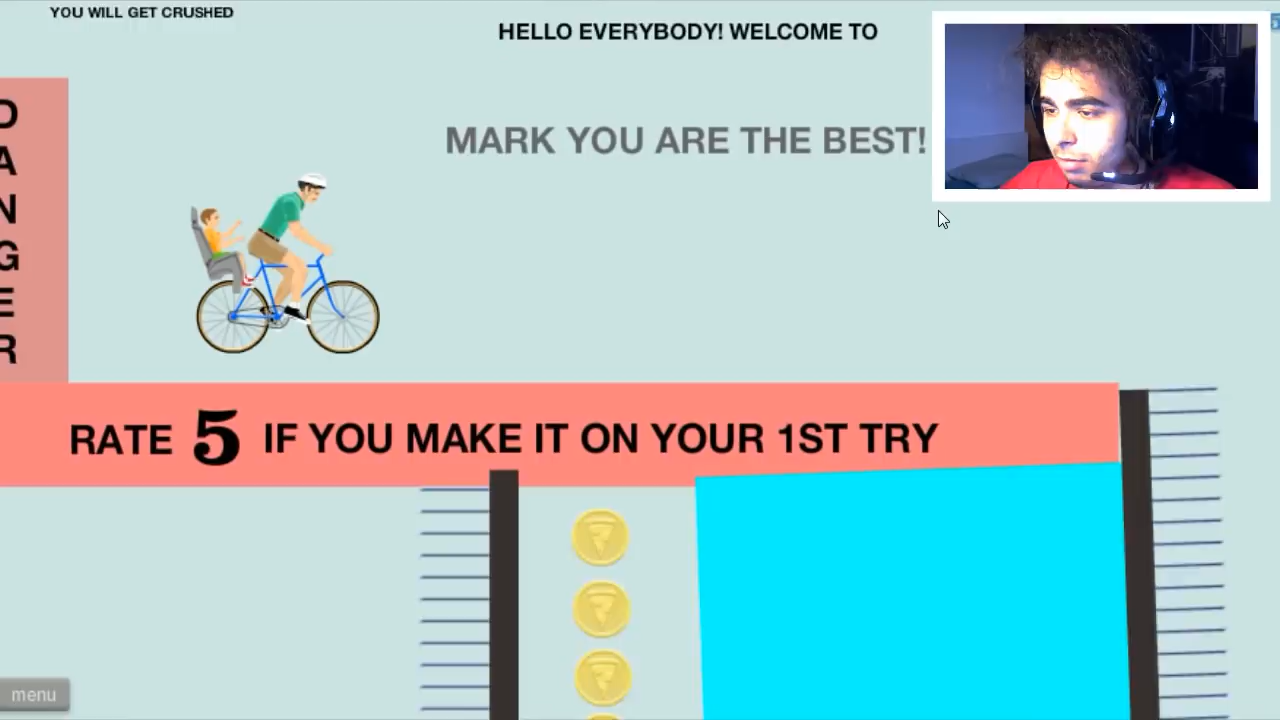 YOU WILL GET CRUSHED
HELLO EVERYBODY! WELCOME TO
MARK YOU ARE THE BEST!
D
A
N
G
E
R
RATE 5 IF YOU MAKE IT ON YOUR 1ST TRY
menu